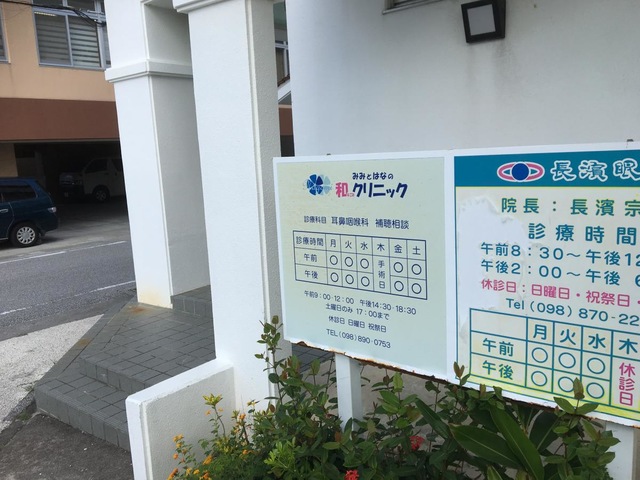 みみとはなの
和クリニック
診療科目 耳鼻咽喉科 補聴相談
診療時間 月 火 水 木 金 土
午前 ○ ○ ○ 手術日 ○ ○
午後 ○ ○ ○ ○ ○
午前9:00-12:00 午後14:30-18:30
土曜日のみ 17:00まで
休診日 日曜日 祝祭日
TEL(098)890-0753
長濱眼
院長:長濱宗
診療時間
午前8:30~午後12
午後2:00~午後 6
休診日:日曜日・祝祭日
Tel (098) 870-22
月 火 水 木
午前 ○ ○ ○ 休診日
午後 ○ ○ ○